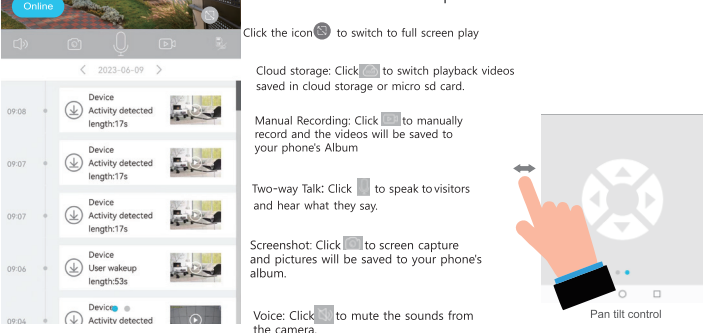 Online
Click the icon to switch to full screen play
Cloud storage: Click to switch playback videos
saved in cloud storage or micro sd card.
2023-06-09
Manual Recording: Click to manually
record and the videos will be saved to
your phone's Album
Two-way Talk: Click to speak to visitors
and hear what they say.
Screenshot: Click to screen capture
and pictures will be saved to your phone's
album.
Voice: Click to mute the sounds from
the camera.
09:08
Device
Activity detected
length:17s
09:07
Device
Activity detected
length:17s
09:07
Device
Activity detected
length:17s
09:06
Device
User wakeup
length:53s
09:04
Device
Activity detected
Pan tilt control